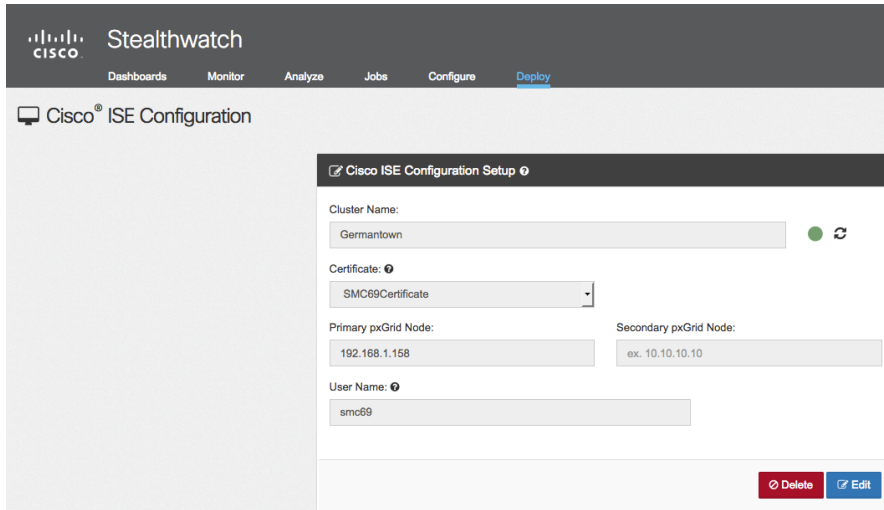 CISCO Stealthwatch
Dashboards Monitor Analyze Jobs Configure Deploy
Cisco® ISE Configuration
Cisco ISE Configuration Setup
Cluster Name:
Germantown
Certificate:
SMC69Certificate
Primary pxGrid Node: Secondary pxGrid Node:
192.168.1.158 ex. 10.10.10.10
User Name:
smc69
Delete Edit